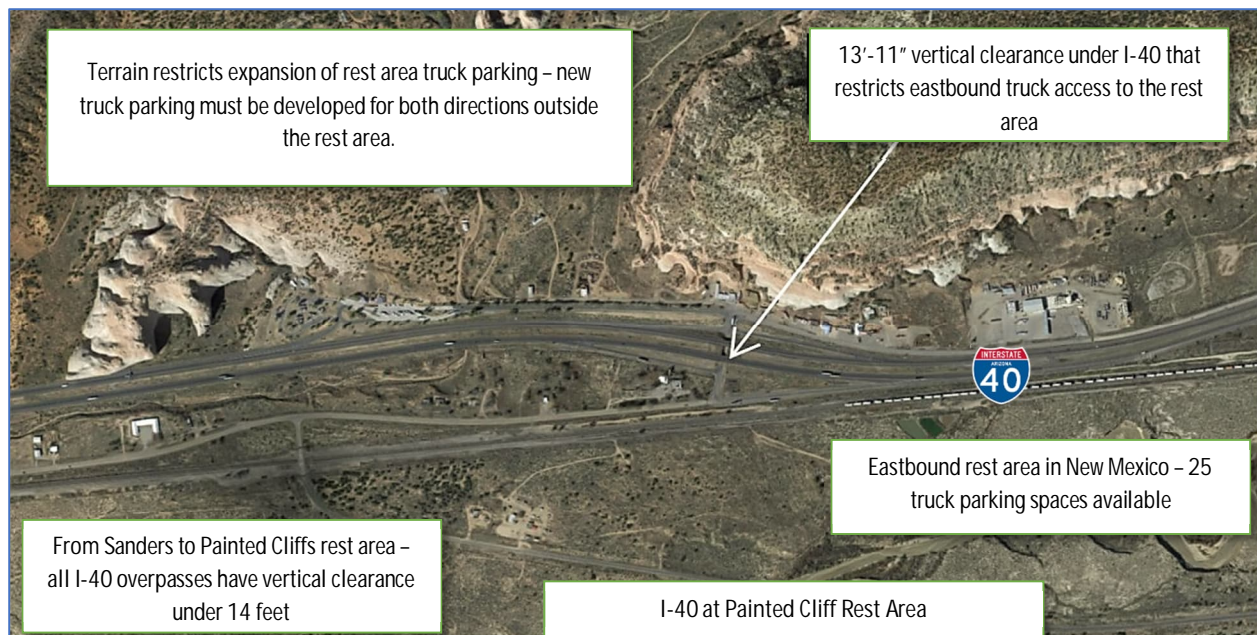 Terrain restricts expansion of rest area truck parking – new
truck parking must be developed for both directions outside
the rest area.
13’-11” vertical clearance under I-40 that
restricts eastbound truck access to the rest
area
INTERSTATE
ARIZONA
40
Eastbound rest area in New Mexico – 25
truck parking spaces available
From Sanders to Painted Cliffs rest area –
all I-40 overpasses have vertical clearance
under 14 feet
I-40 at Painted Cliff Rest Area